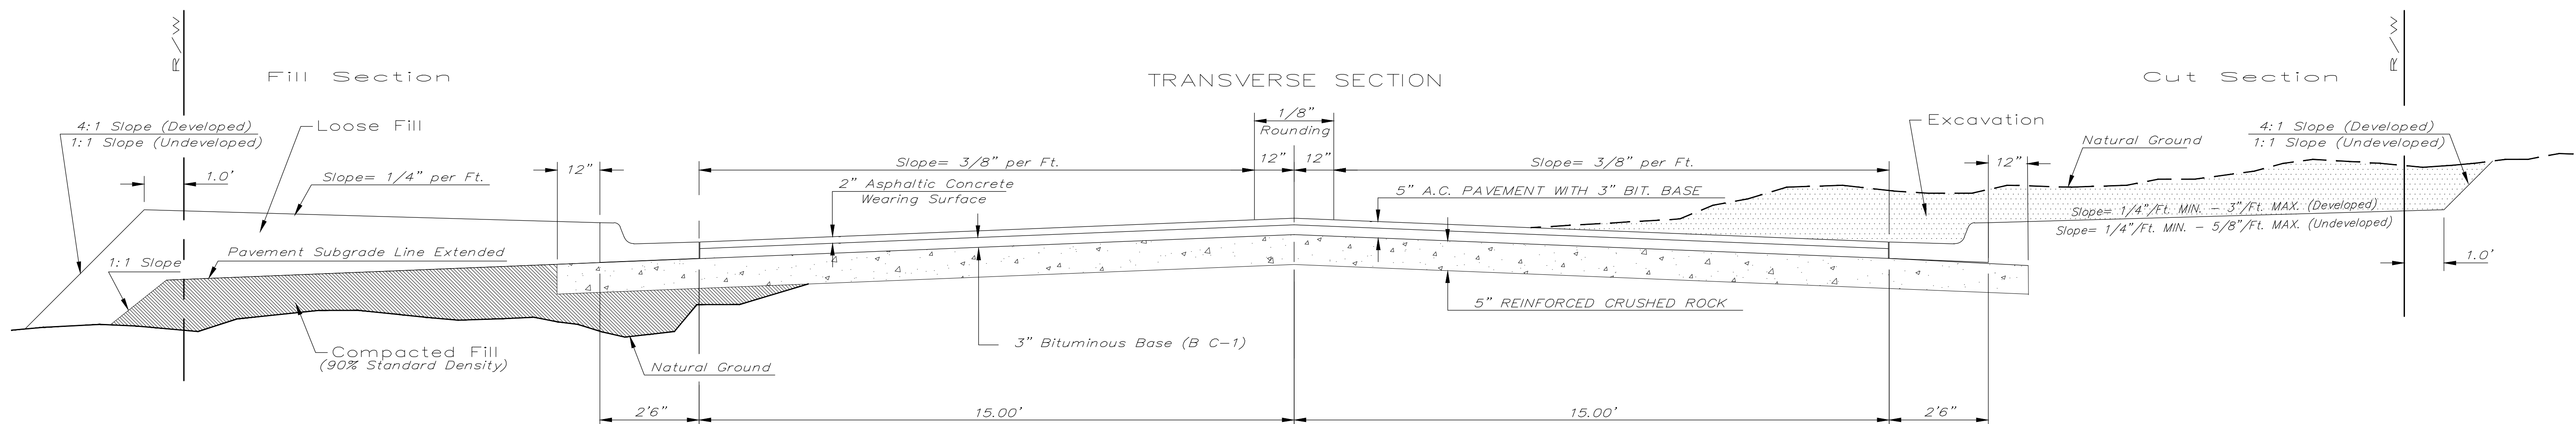 R/W
R/W
Fill Section
TRANSVERSE SECTION
Cut Section
4:1 Slope (Developed)
1:1 Slope (Undeveloped)
Loose Fill
1/8"
Rounding
Excavation
Natural Ground
4:1 Slope (Developed)
1:1 Slope (Undeveloped)
1.0'
Slope= 1/4" per Ft.
12"
Slope= 3/8" per Ft.
12"
12"
Slope= 3/8" per Ft.
12"
2" Asphaltic Concrete
Wearing Surface
5" A.C. PAVEMENT WITH 3" BIT. BASE
Slope= 1/4"/Ft. MIN. - 3"/Ft. MAX. (Developed)
Slope= 1/4"/Ft. MIN. - 5/8"/Ft. MAX. (Undeveloped)
Pavement Subgrade Line Extended
1:1 Slope
1.0'
5" REINFORCED CRUSHED ROCK
3" Bituminous Base (B C-1)
Compacted Fill
(90% Standard Density)
Natural Ground
2'6"
15.00'
15.00'
2'6"